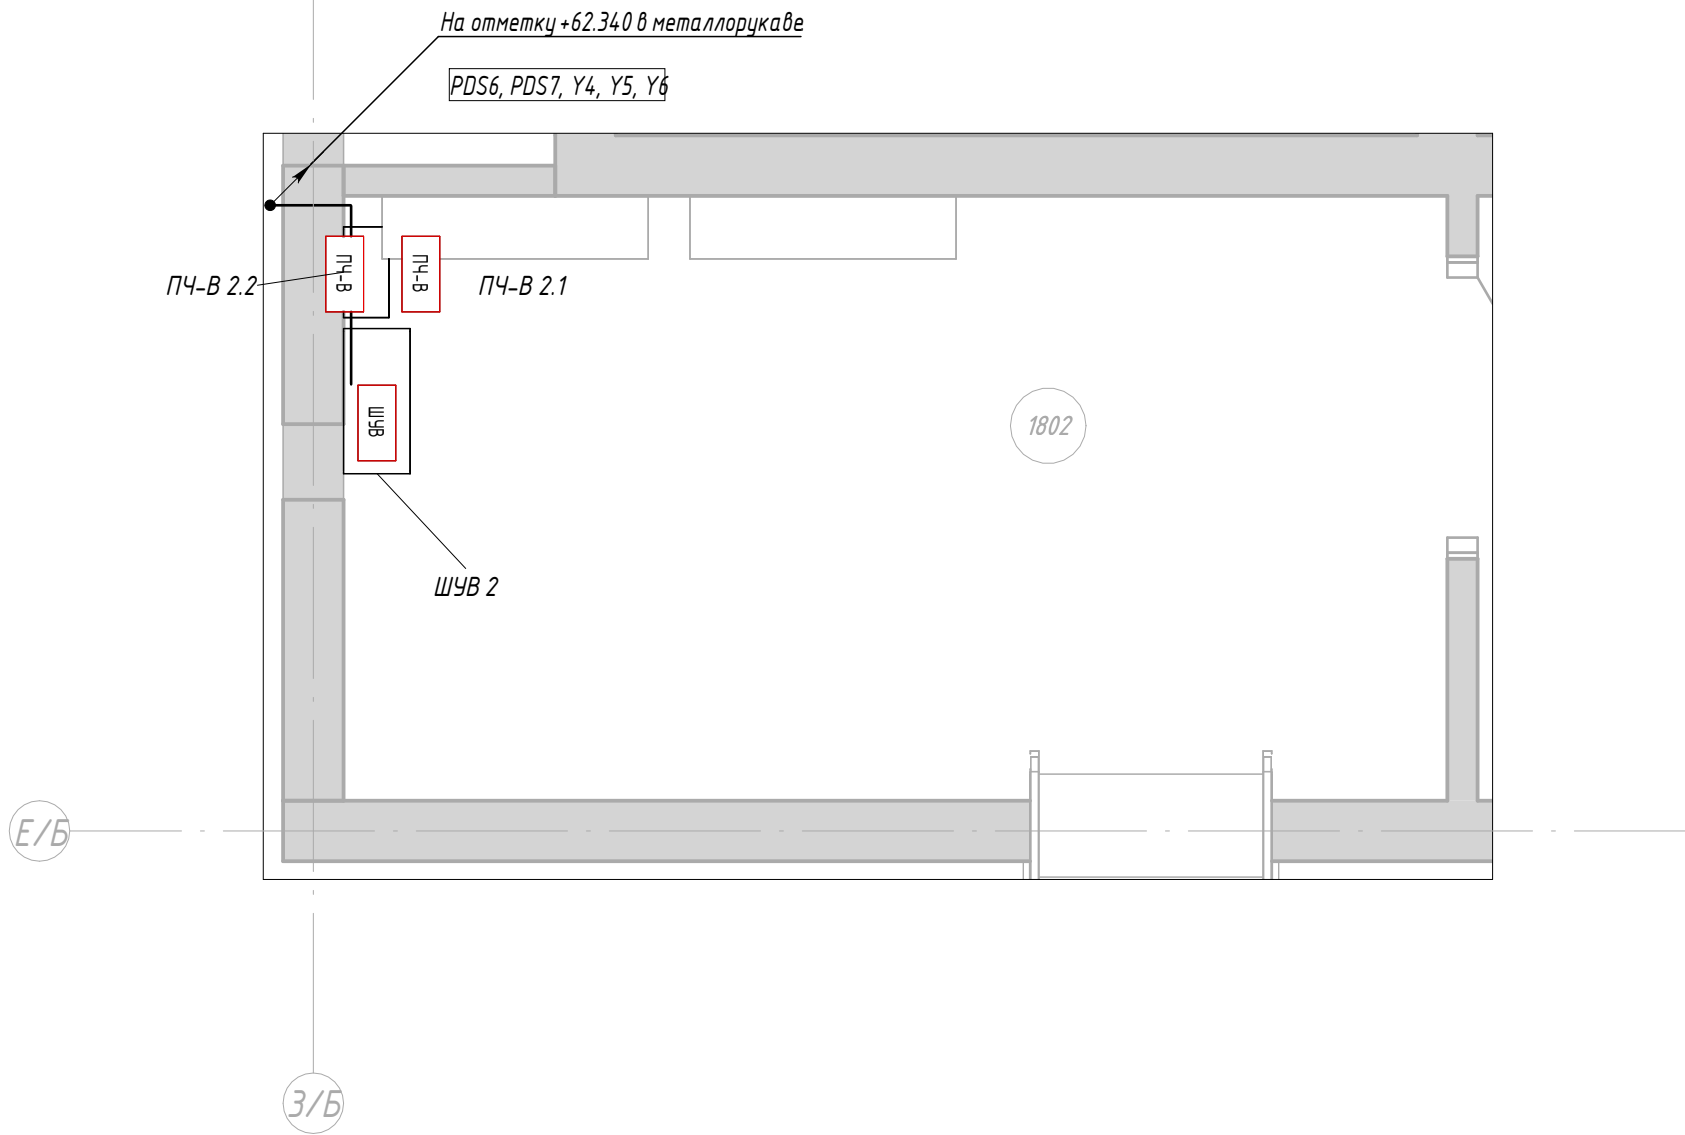 На отметку +62.340 в металлорукаве
PDS6, PDS7, Y4, Y5, Y6
ПЧ-В 2.2
ПЧ-В
ПЧ-В
ПЧ-В 2.1
ШУВ
1802
ШУВ 2
Е/Б
З/Б